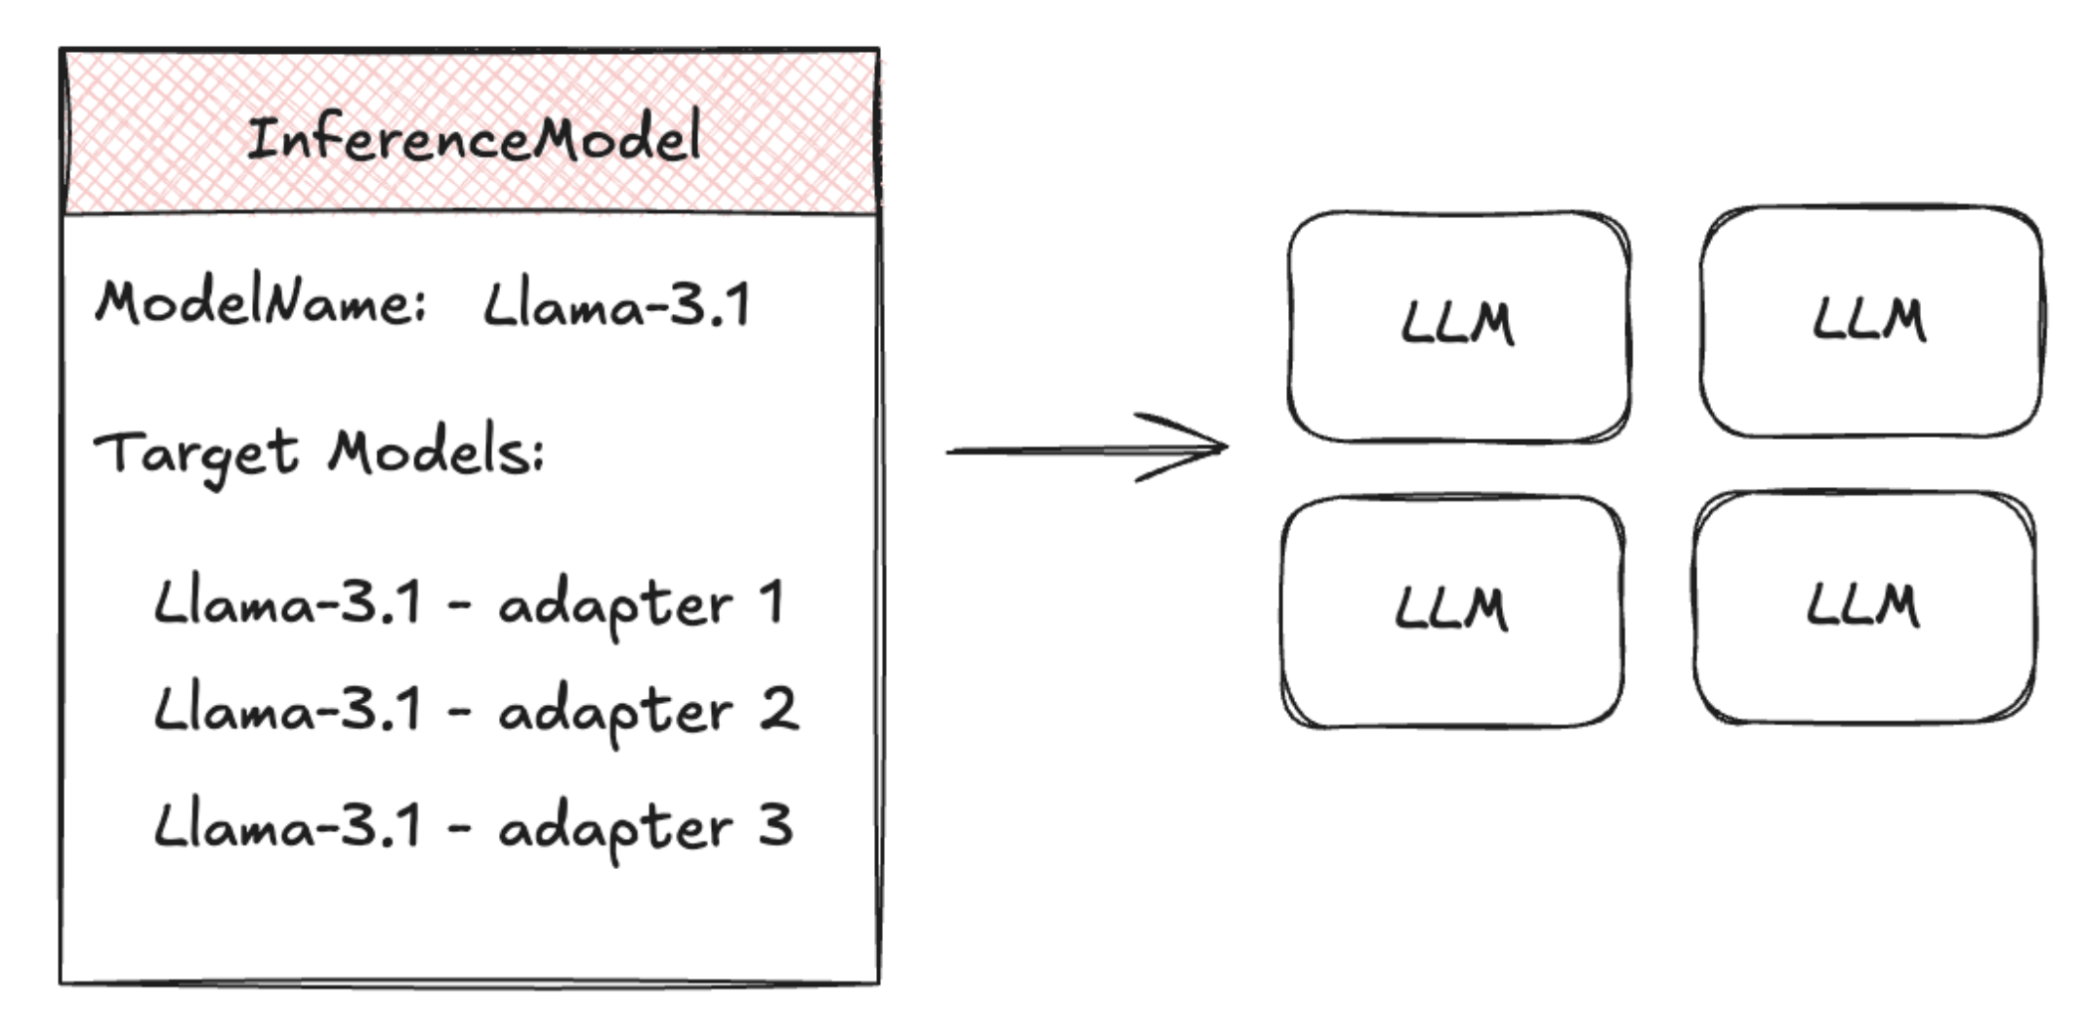 InferenceModel
ModelName: Llama-3.1
Target Models:
Llama-3.1 - adapter 1
Llama-3.1 - adapter 2
Llama-3.1 - adapter 3
LLM
LLM
LLM
LLM